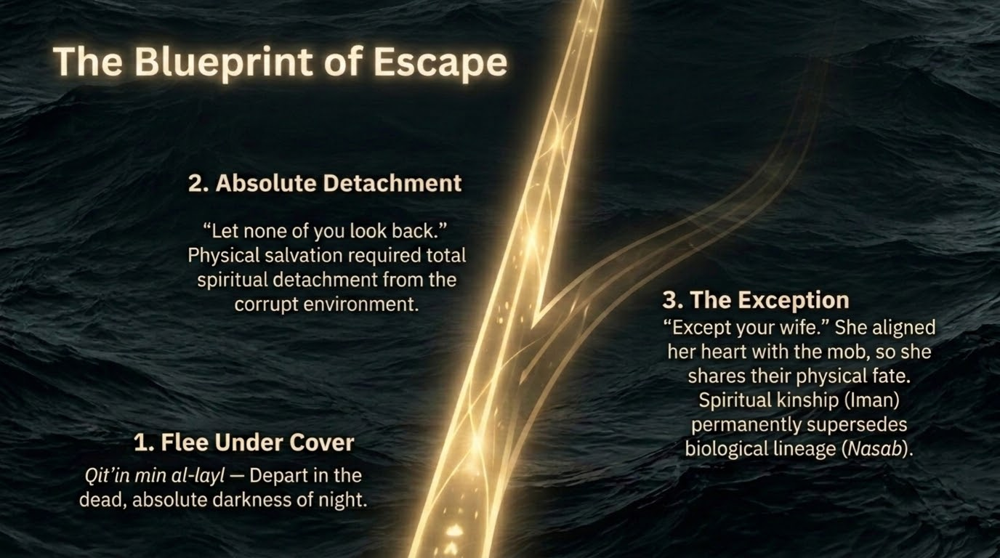 The Blueprint of Escape
2. Absolute Detachment
“Let none of you look back.”
Physical salvation required total
spiritual detachment from the
corrupt environment.
3. The Exception
“Except your wife.” She aligned
her heart with the mob, so she
shares their physical fate.
Spiritual kinship (Iman)
permanently supersedes
biological lineage (Nasab).
1. Flee Under Cover
Qit’in min al-layl — Depart in the
dead, absolute darkness of night.